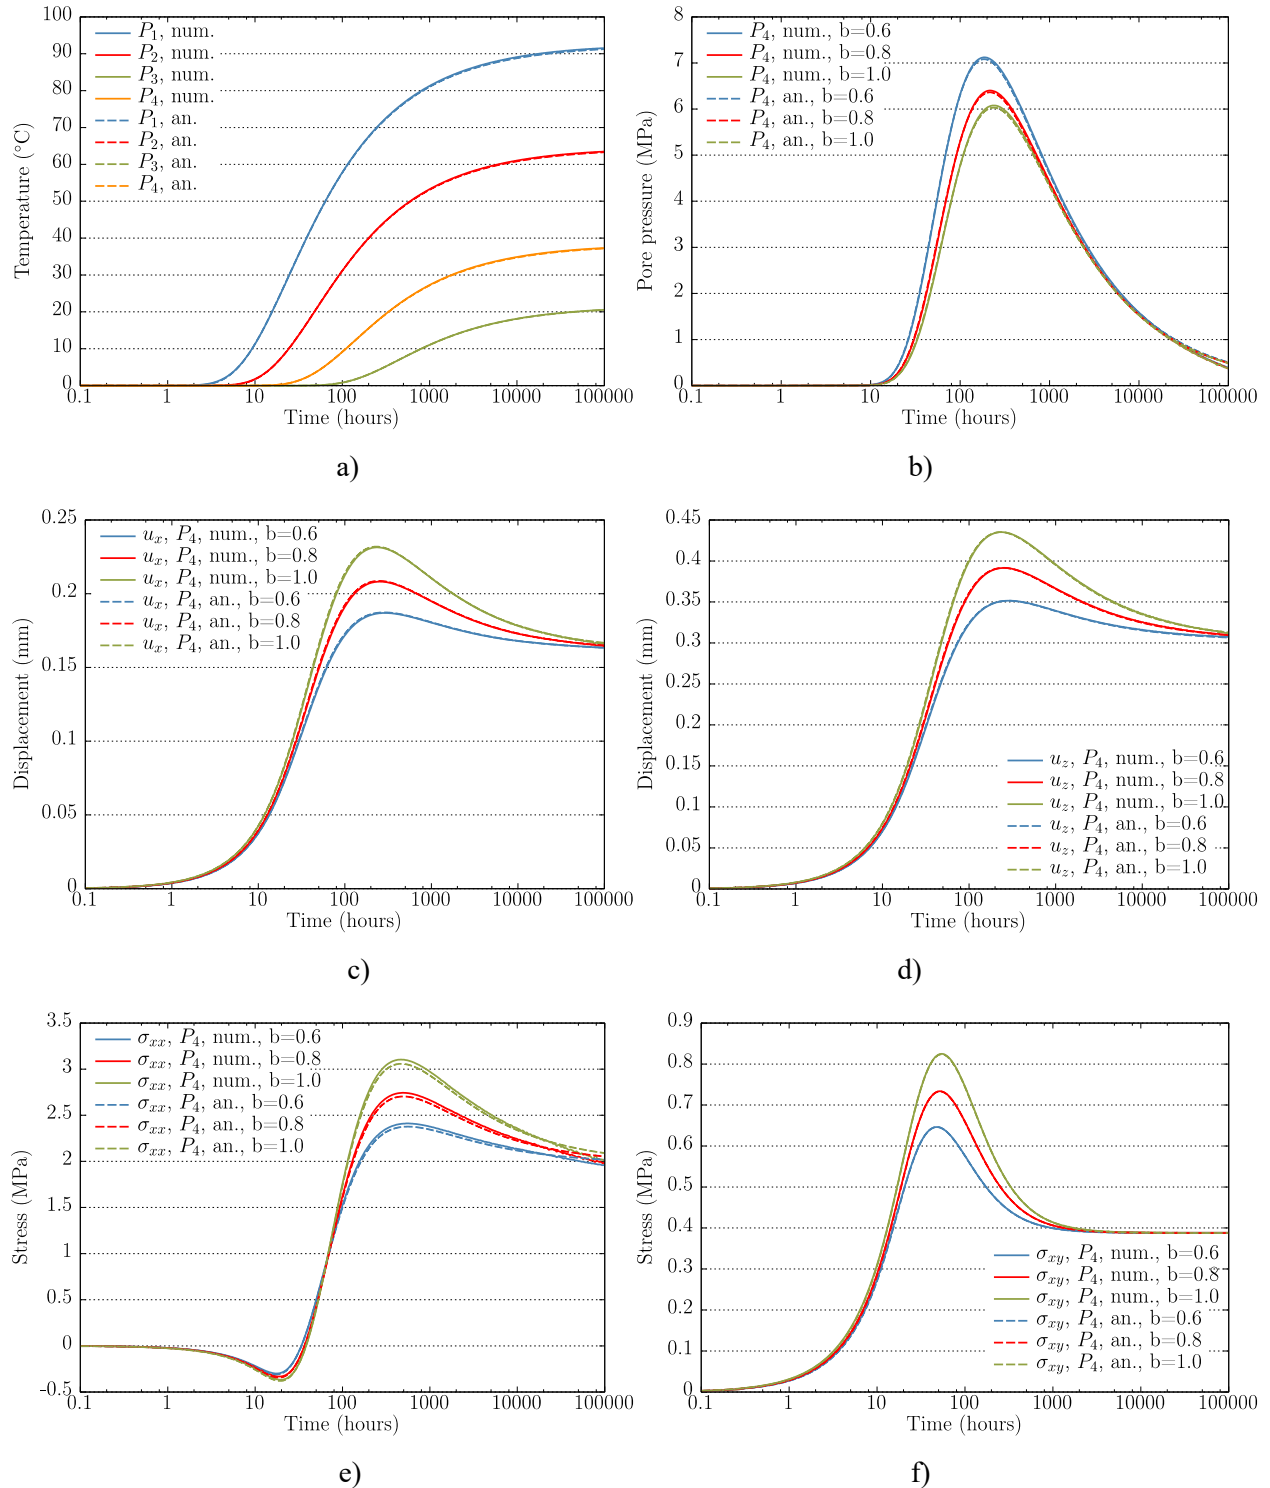 100
90
80
70
60
50
40
30
20
10
0
Temperature (°C)
P1, num.
P2, num.
P3, num.
P4, num.
P1, an.
P2, an.
P3, an.
P4, an.
0.1 1 10 100 1000 10000 100000
Time (hours)
a)
8
7
6
5
4
3
2
1
0
Pore pressure (MPa)
P4, num., b=0.6
P4, num., b=0.8
P4, num., b=1.0
P4, an., b=0.6
P4, an., b=0.8
P4, an., b=1.0
0.1 1 10 100 1000 10000 100000
Time (hours)
b)
0.25
0.2
0.15
0.1
0.05
0
Displacement (mm)
ux, P4, num., b=0.6
ux, P4, num., b=0.8
ux, P4, num., b=1.0
ux, P4, an., b=0.6
ux, P4, an., b=0.8
ux, P4, an., b=1.0
0.1 1 10 100 1000 10000 100000
Time (hours)
c)
0.45
0.4
0.35
0.3
0.25
0.2
0.15
0.1
0.05
0
Displacement (mm)
uz, P4, num., b=0.6
uz, P4, num., b=0.8
uz, P4, num., b=1.0
uz, P4, an., b=0.6
uz, P4, an., b=0.8
uz, P4, an., b=1.0
0.1 1 10 100 1000 10000 100000
Time (hours)
d)
3.5
3
2.5
2
1.5
1
0.5
0
-0.5
Stress (MPa)
σxx, P4, num., b=0.6
σxx, P4, num., b=0.8
σxx, P4, num., b=1.0
σxx, P4, an., b=0.6
σxx, P4, an., b=0.8
σxx, P4, an., b=1.0
0.1 1 10 100 1000 10000 100000
Time (hours)
e)
0.9
0.8
0.7
0.6
0.5
0.4
0.3
0.2
0.1
0
Stress (MPa)
σxy, P4, num., b=0.6
σxy, P4, num., b=0.8
σxy, P4, num., b=1.0
σxy, P4, an., b=0.6
σxy, P4, an., b=0.8
σxy, P4, an., b=1.0
0.1 1 10 100 1000 10000 100000
Time (hours)
f)